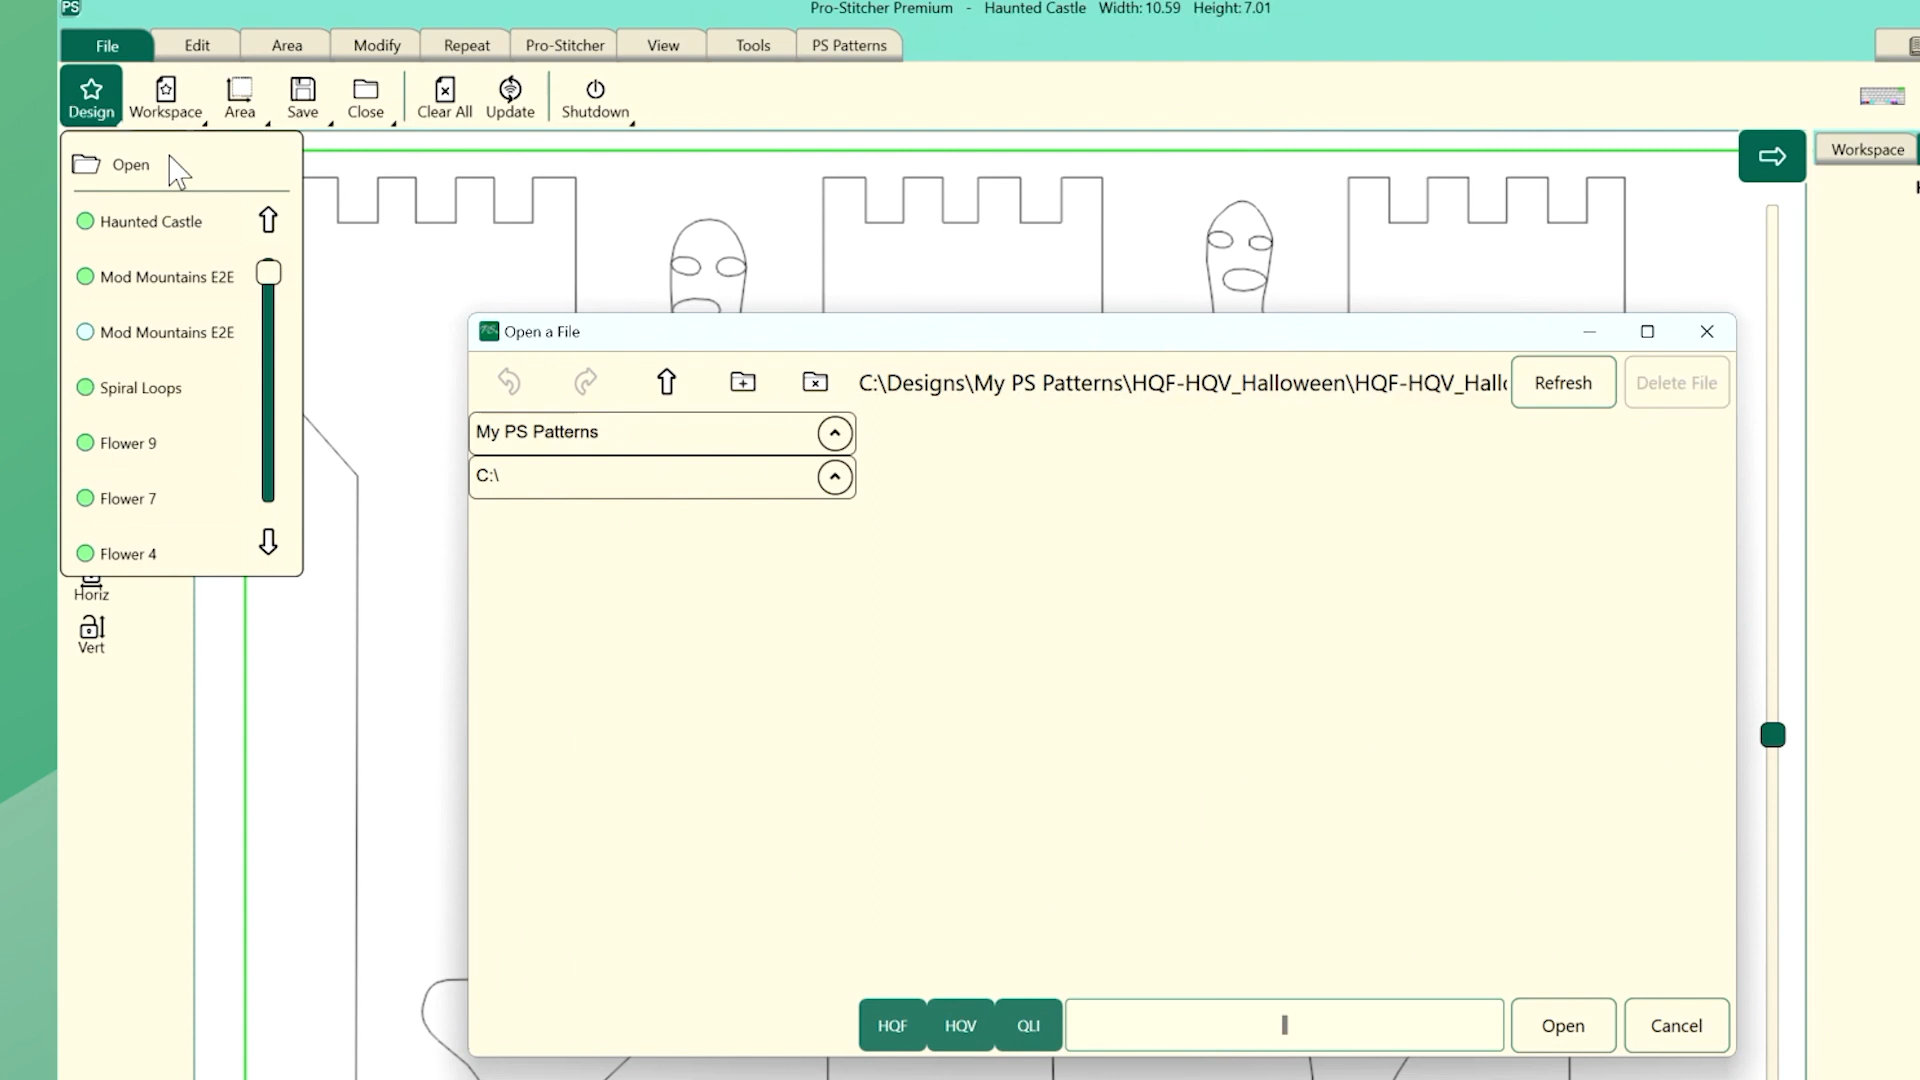 PS
Pro-Stitcher Premium - Haunted Castle Width: 10.59 Height: 7.01
File Edit Area Modify Repeat Pro-Stitcher View Tools PS Patterns
Design Workspace Area Save Close Clear All Update Shutdown
Workspace
Open
Haunted Castle
Mod Mountains E2E
Mod Mountains E2E
Spiral Loops
Flower 9
Flower 7
Flower 4
Horiz
Vert
Open a File
C:\Designs\My PS Patterns\HQF-HQV_Halloween\HQF-HQV_Hall
Refresh Delete File
My PS Patterns
C:\
HQF HQV QLI Open Cancel